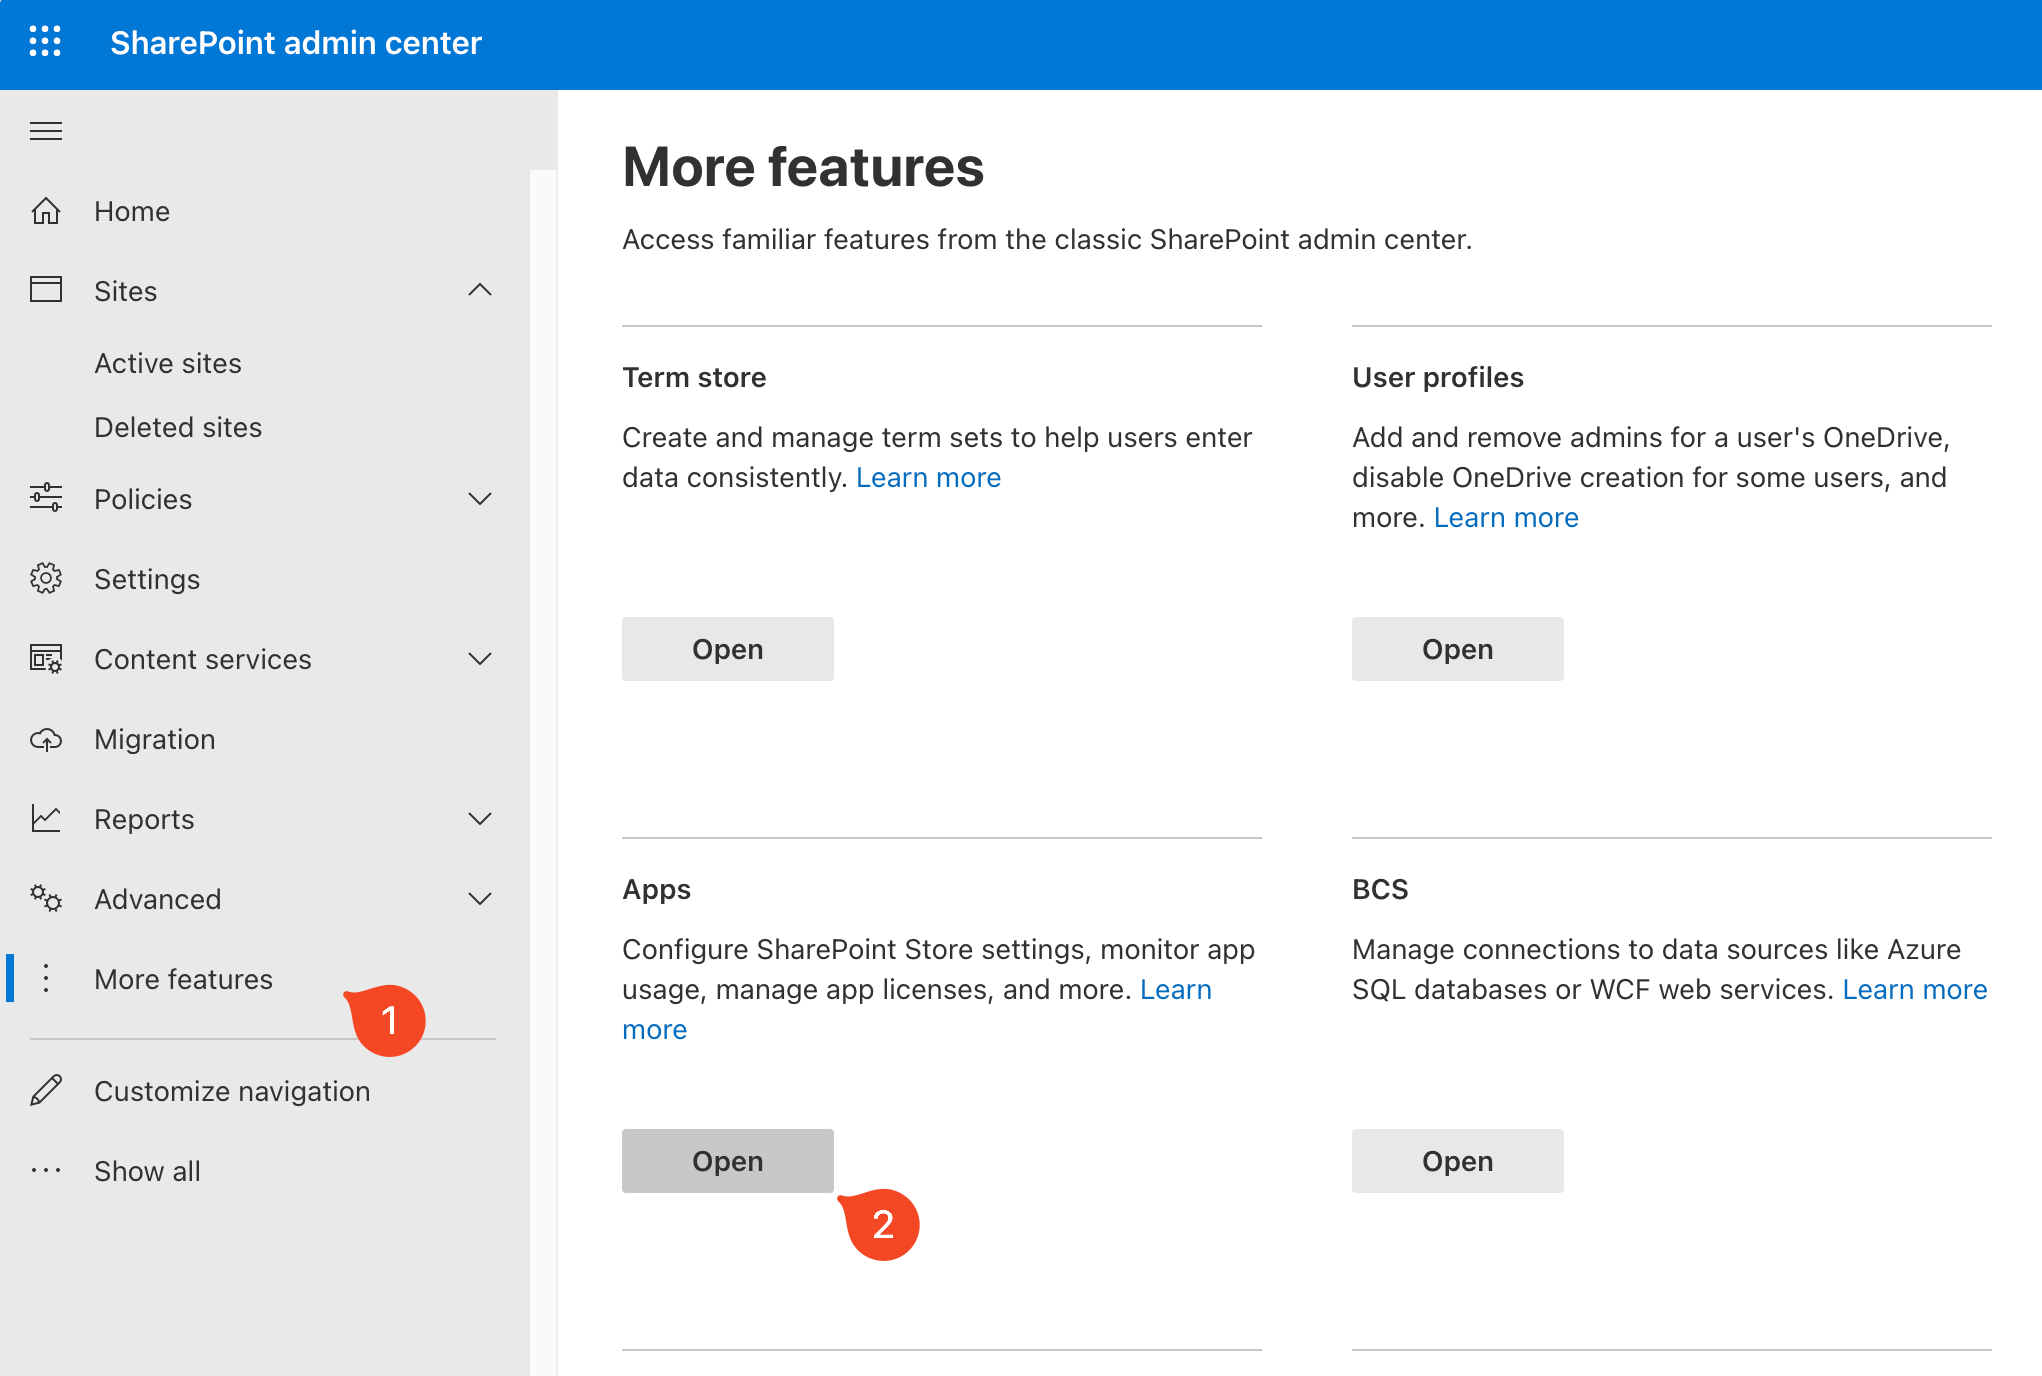 SharePoint admin center
Home
Sites
Active sites
Deleted sites
Policies
Settings
Content services
Migration
Reports
Advanced
More features
1
Customize navigation
Show all
More features
Access familiar features from the classic SharePoint admin center.
Term store
Create and manage term sets to help users enter
data consistently. Learn more
Open
User profiles
Add and remove admins for a user's OneDrive,
disable OneDrive creation for some users, and
more. Learn more
Open
Apps
Configure SharePoint Store settings, monitor app
usage, manage app licenses, and more. Learn
more
Open
2
BCS
Manage connections to data sources like Azure
SQL databases or WCF web services. Learn more
Open